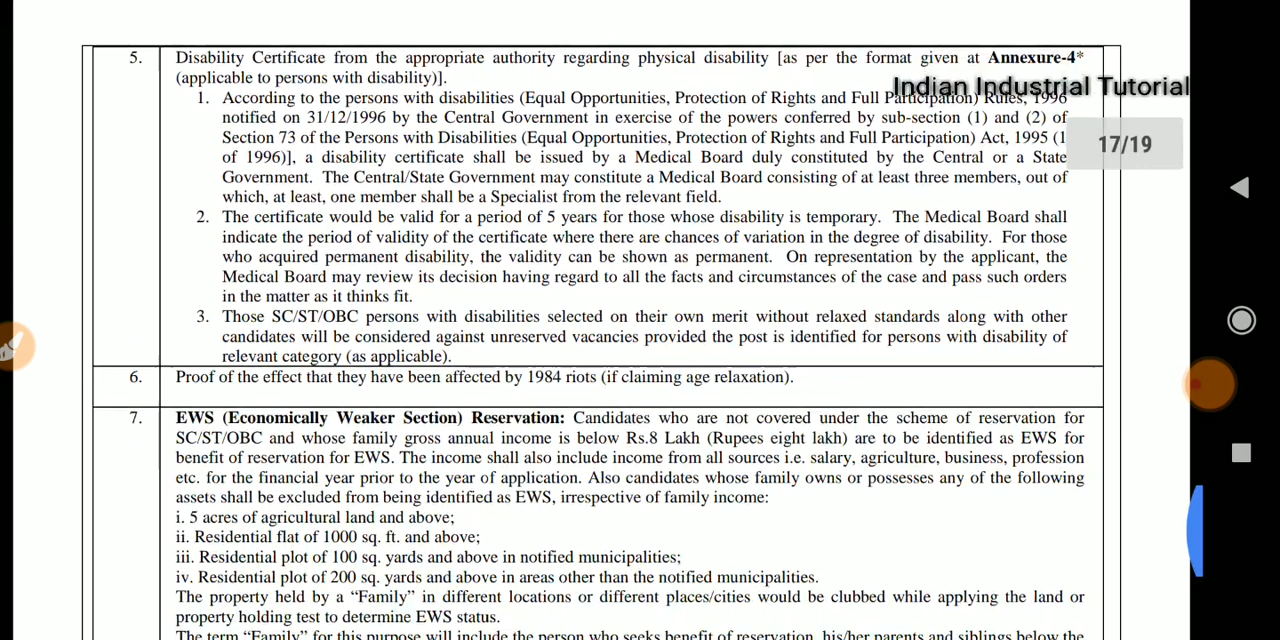 5. Disability Certificate from the appropriate authority regarding physical disability [as per the format given at Annexure-4*
(applicable to persons with disability)].
Indian Industrial Tutorial
1. According to the persons with disabilities (Equal Opportunities, Protection of Rights and Full Participation) Rules, 1996
notified on 31/12/1996 by the Central Government in exercise of the powers conferred by sub-section (1) and (2) of
Section 73 of the Persons with Disabilities (Equal Opportunities, Protection of Rights and Full Participation) Act, 1995 (1
17/19
of 1996)], a disability certificate shall be issued by a Medical Board duly constituted by the Central or a State
Government. The Central/State Government may constitute a Medical Board consisting of at least three members, out of
which, at least, one member shall be a Specialist from the relevant field.
2. The certificate would be valid for a period of 5 years for those whose disability is temporary. The Medical Board shall
indicate the period of validity of the certificate where there are chances of variation in the degree of disability. For those
who acquired permanent disability, the validity can be shown as permanent. On representation by the applicant, the
Medical Board may review its decision having regard to all the facts and circumstances of the case and pass such orders
in the matter as it thinks fit.
3. Those SC/ST/OBC persons with disabilities selected on their own merit without relaxed standards along with other
candidates will be considered against unreserved vacancies provided the post is identified for persons with disability of
relevant category (as applicable).
6. Proof of the effect that they have been affected by 1984 riots (if claiming age relaxation).
7. EWS (Economically Weaker Section) Reservation: Candidates who are not covered under the scheme of reservation for
SC/ST/OBC and whose family gross annual income is below Rs.8 Lakh (Rupees eight lakh) are to be identified as EWS for
benefit of reservation for EWS. The income shall also include income from all sources i.e. salary, agriculture, business, profession
etc. for the financial year prior to the year of application. Also candidates whose family owns or possesses any of the following
assets shall be excluded from being identified as EWS, irrespective of family income:
i. 5 acres of agricultural land and above;
ii. Residential flat of 1000 sq. ft. and above;
iii. Residential plot of 100 sq. yards and above in notified municipalities;
iv. Residential plot of 200 sq. yards and above in areas other than the notified municipalities.
The property held by a “Family” in different locations or different places/cities would be clubbed while applying the land or
property holding test to determine EWS status.
The term “Family” for this purpose will include the person who seeks benefit of reservation, his/her parents and siblings below the